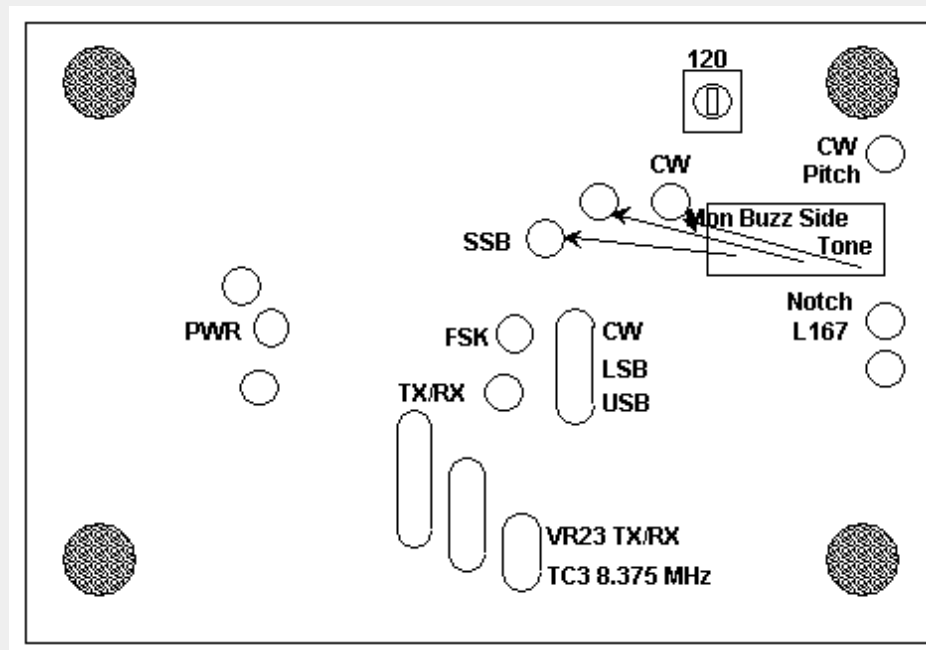 120
CW
Pitch
CW
Mon Buzz Side
Tone
SSB
Notch
L167
PWR
FSK
CW
LSB
USB
TX/RX
VR23 TX/RX
TC3 8.375 MHz